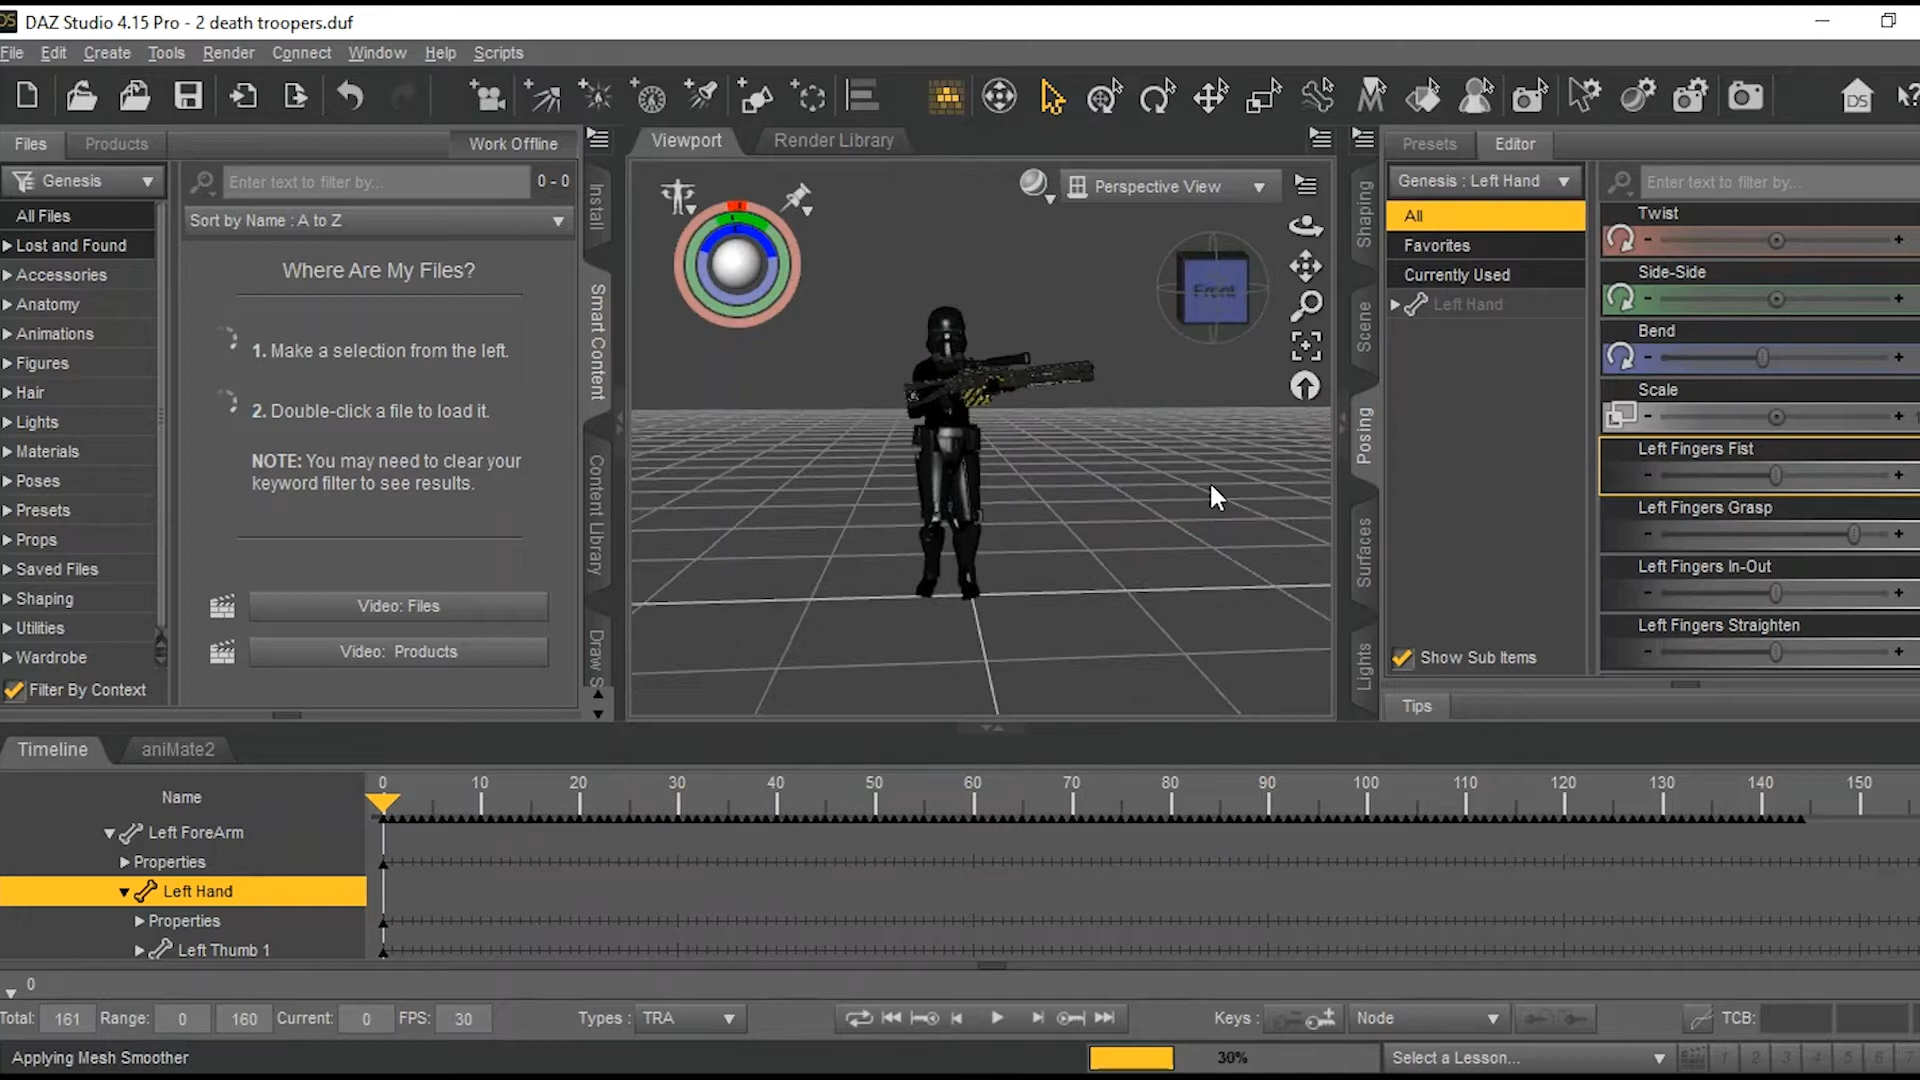 DS DAZ Studio 4.15 Pro - 2 death troopers.duf
File Edit Create Tools Render Connect Window Help Scripts
DS
Files Products Work Offline
Genesis
Enter text to filter by... 0 - 0
All Files
Sort by Name : A to Z
Lost and Found
Accessories
Anatomy
Animations
Figures
Hair
Lights
Materials
Poses
Presets
Props
Saved Files
Shaping
Utilities
Wardrobe
Filter By Context
Where Are My Files?
1. Make a selection from the left.
2. Double-click a file to load it.
NOTE: You may need to clear your
keyword filter to see results.
Video: Files
Video: Products
Install
Smart Content
Content Library
Draw S
Viewport Render Library
Perspective View
Front
Shaping
Scene
Posing
Surfaces
Lights
Presets Editor
Genesis : Left Hand
Enter text to filter by...
All
Favorites
Currently Used
Left Hand
Show Sub Items
Tips
Twist
Side-Side
Bend
Scale
Left Fingers Fist
Left Fingers Grasp
Left Fingers In-Out
Left Fingers Straighten
Timeline aniMate2
Name
0 10 20 30 40 50 60 70 80 90 100 110 120 130 140 150
Left ForeArm
Properties
Left Hand
Properties
Left Thumb 1
0
Total: 161 Range: 0 160 Current: 0 FPS: 30 Types : TRA Keys : Node TCB:
Applying Mesh Smoother 30% Select a Lesson... 1 2 3 4 5 6 7